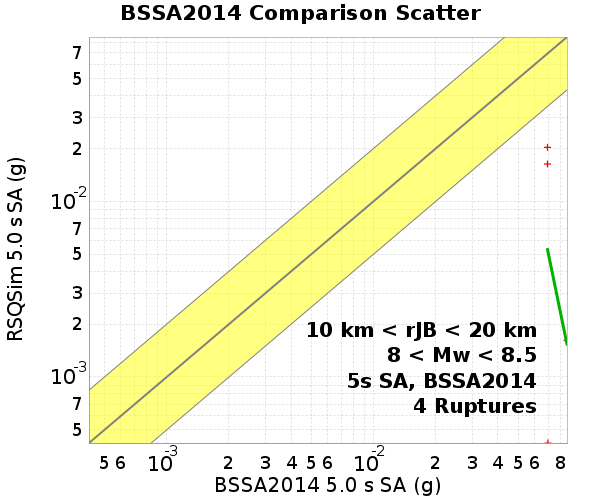 BSSA2014 Comparison Scatter
RSQSim 5.0 s SA (g)
7
5
3
2
10-2
7
5
3
2
10-3
7
5
10 km < rJB < 20 km
8 < Mw < 8.5
5s SA, BSSA2014
4 Ruptures
5 6 10-3 2 3 4 5 6 10-2 2 3 4 5 6 8
BSSA2014 5.0 s SA (g)